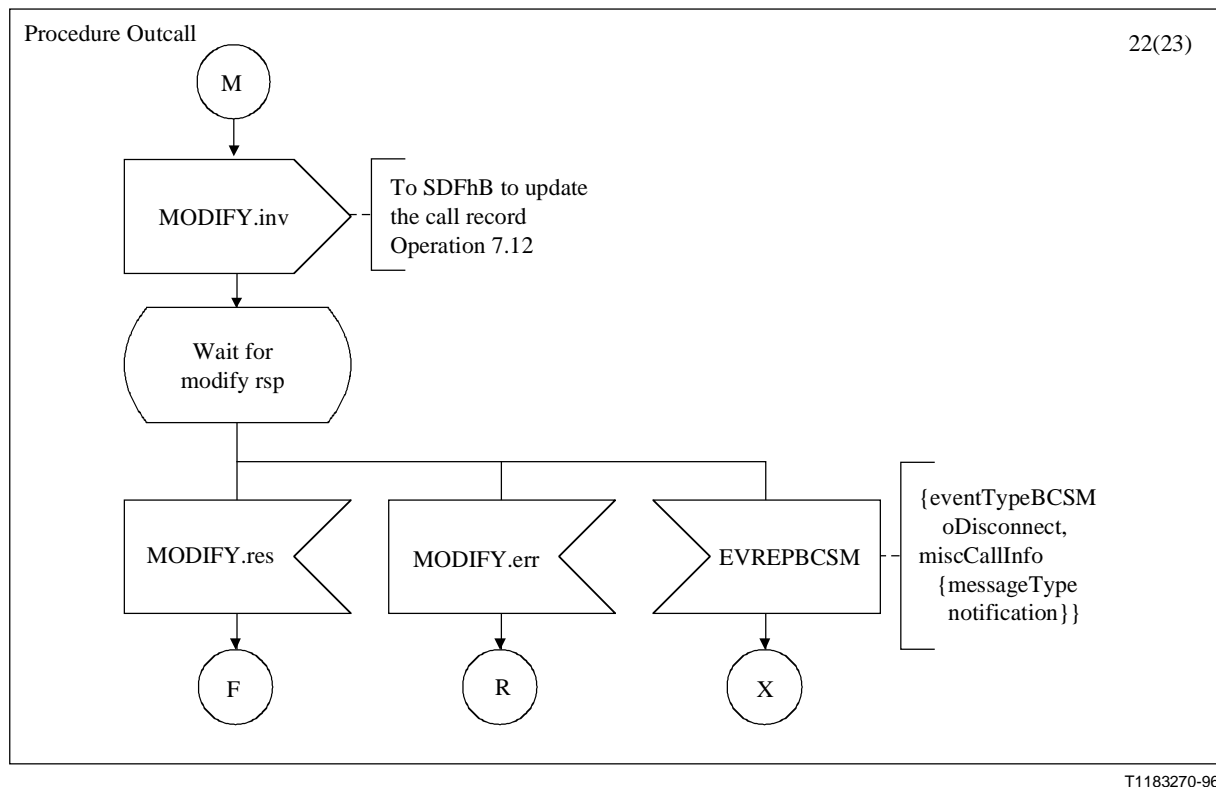 Procedure Outcall
22(23)
M
MODIFY.inv
To SDFhB to update
the call record
Operation 7.12
Wait for
modify rsp
MODIFY.res
MODIFY.err
EVREPBCSM
{eventTypeBCSM
oDisconnect,
miscCallInfo
{messageType
notification}}
F
R
X
T1183270-96